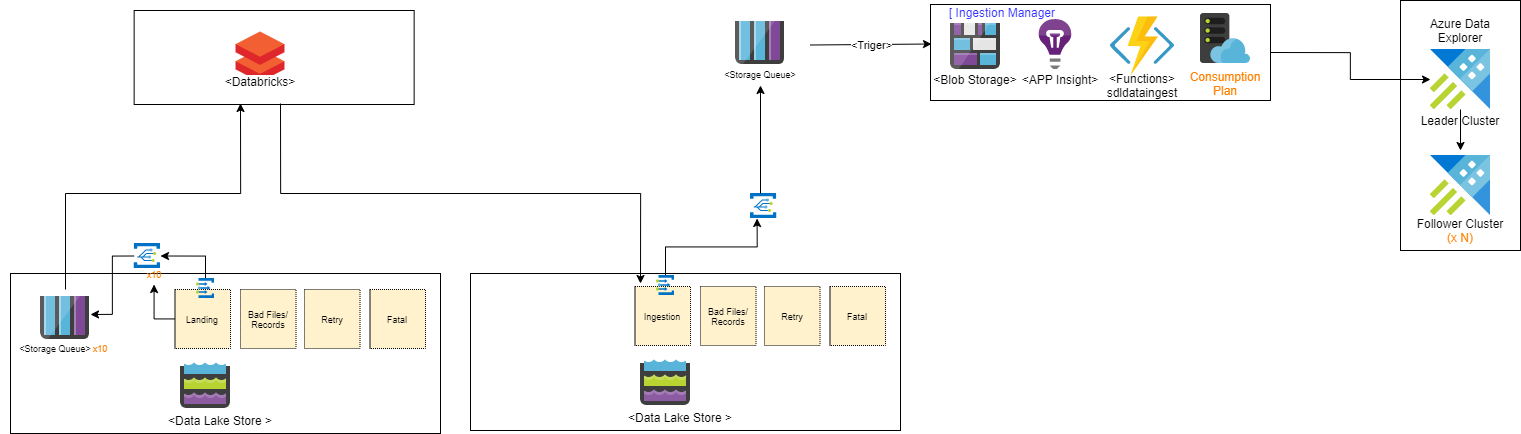 <Databricks>
<Storage Queue>
<Triger>
[ Ingestion Manager
<Blob Storage>
<APP Insight>
<Functions>
sdldataingest
Consumption
Plan
Azure Data
Explorer
Leader Cluster
Follower Cluster
(x N)
x10
<Storage Queue> x10
Landing
Bad Files/
Records
Retry
Fatal
<Data Lake Store >
Ingestion
Bad Files/
Records
Retry
Fatal
<Data Lake Store >